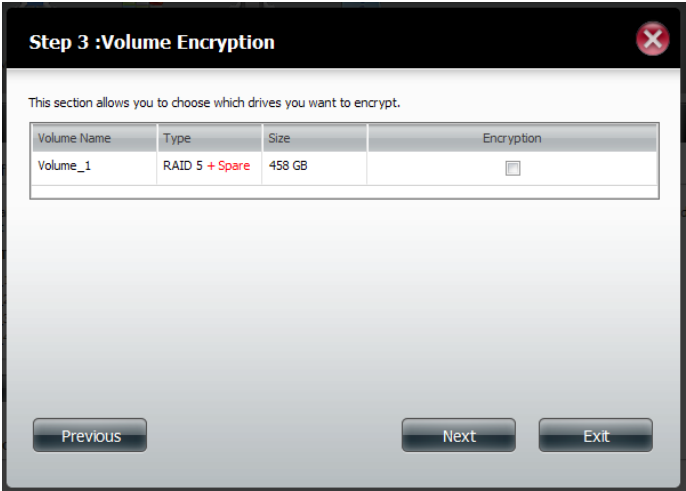 Step 3 :Volume Encryption
This section allows you to choose which drives you want to encrypt.
Volume Name Type Size Encryption
Volume_1 RAID 5 + Spare 458 GB
Previous Next Exit